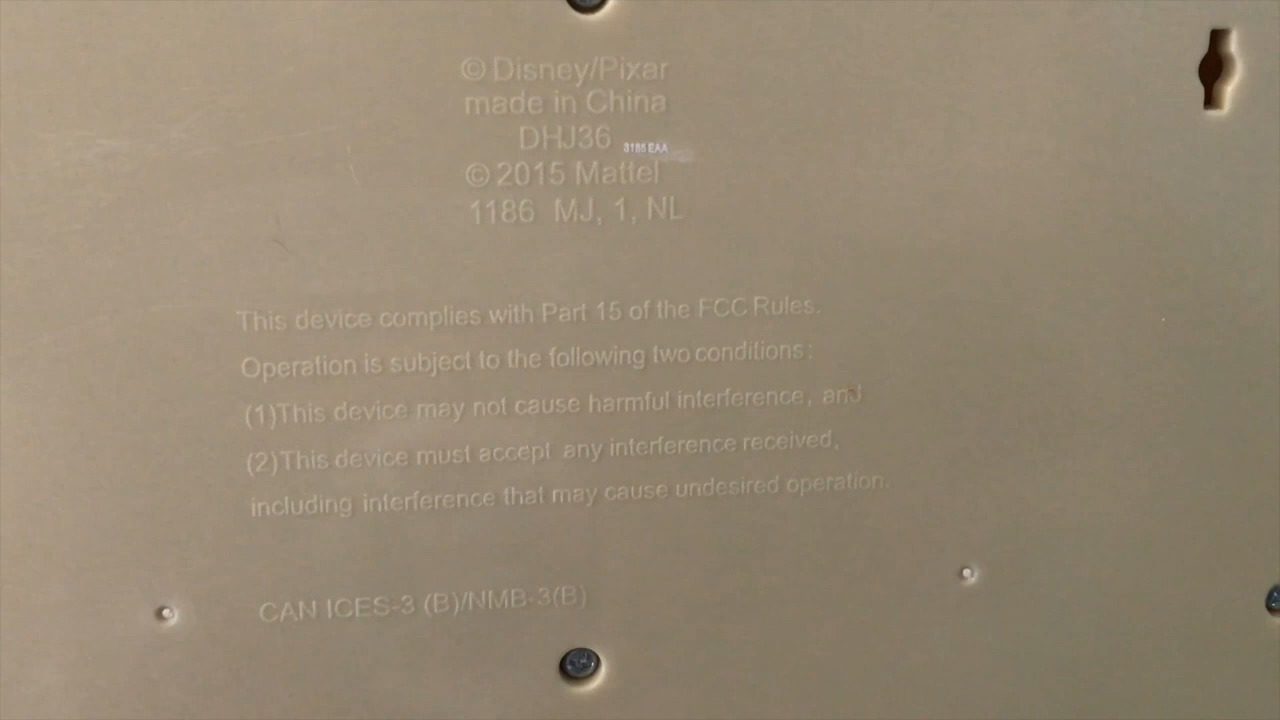 © Disney/Pixar
made in China
DHJ36
3185 EAA
© 2015 Mattel
1186 MJ, 1, NL
This device complies with Part 15 of the FCC Rules.
Operation is subject to the following two conditions:
(1)This device may not cause harmful interference, and
(2)This device must accept any interference received,
including interference that may cause undesired operation.
CAN ICES-3 (B)/NMB-3(B)